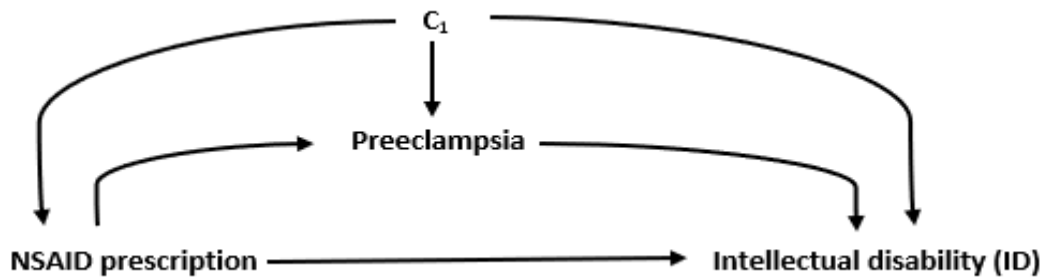 C₁
Preeclampsia
NSAID prescription
Intellectual disability (ID)